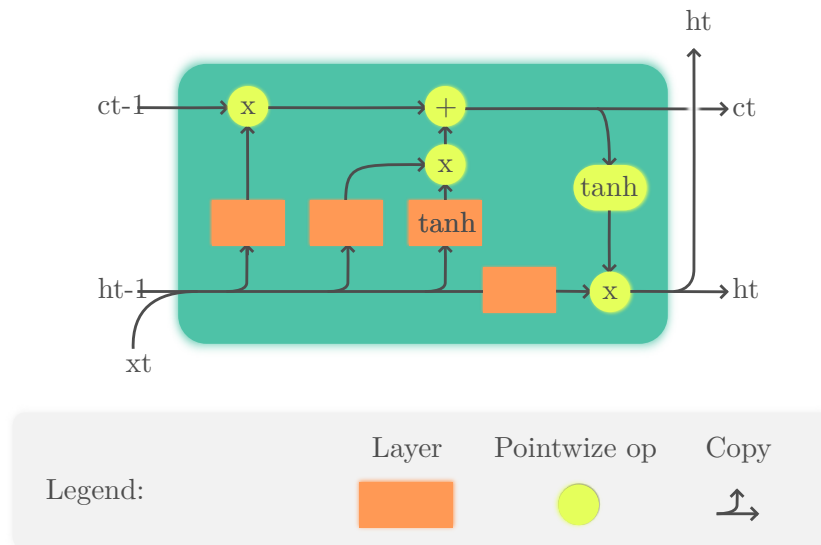 ht
ct-1 x + ct
x
tanh
tanh
ht-1 x ht
xt
Layer Pointwize op Copy
Legend: